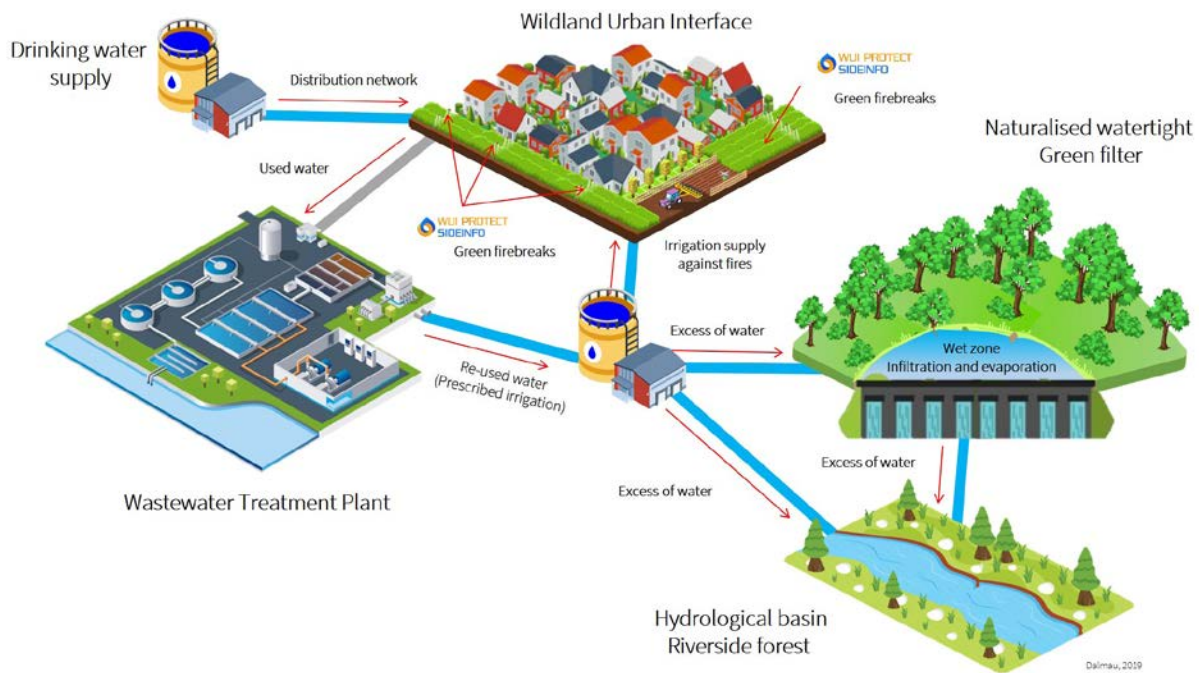 Wildland Urban Interface
Drinking water
supply
Distribution network
WUI PROTECT
SIDEINFO
Green firebreaks
Naturalised watertight
Green filter
Used water
WUI PROTECT
SIDEINFO
Green firebreaks
Irrigation supply
against fires
Excess of water
Wet zone
Infiltration and evaporation
Re-used water
(Prescribed irrigation)
Excess of water
Excess of water
Wastewater Treatment Plant
Hydrological basin
Riverside forest
Dalmau, 2019